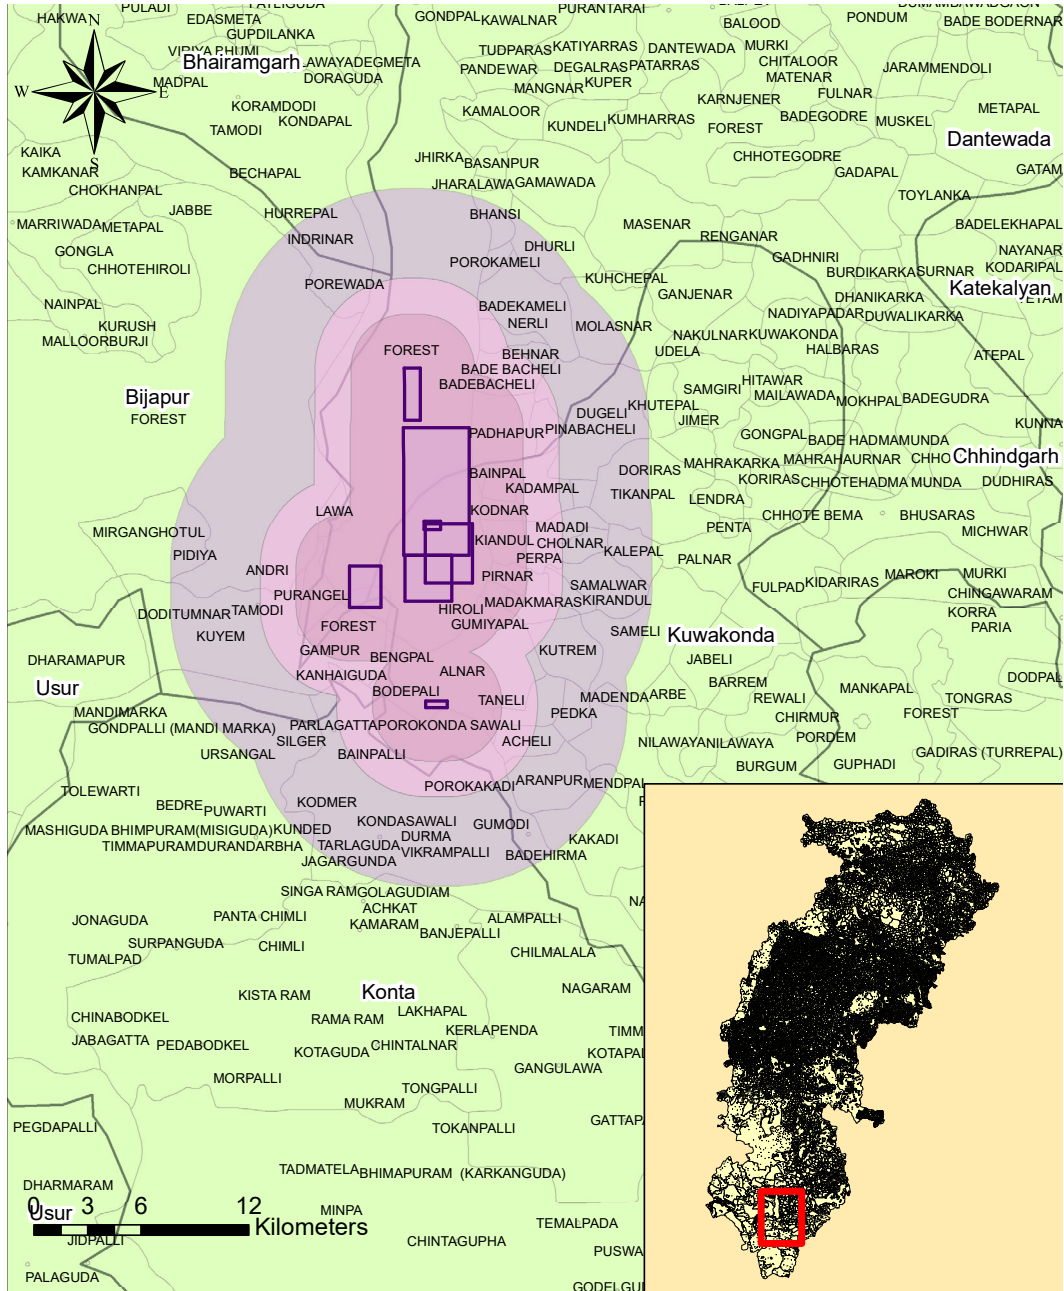 PULADI
PATLIGUDA
PURANTARAI
HAKWA
N
EDASMETA
GONDPAL KAWALNAR
BALOOD
PONDUM
BADE BODERNAR
GUPDILANKA
VIRIYA BHUMI
Bhairamgarh
LAWAYADEGMETA
TUDPARAS KATIYARRAS
DANTEWADA
MURKI
CHITALOOR
MADPAL
DORAGUDA
PANDEWAR
DEGALRAS PATARRAS
MATENAR
JARAMMENDOLI
W
E
MANGNAR KUPER
FULNAR
KORAMDODI
KAMALOOR
KARNJENER
METAPAL
KONDAPAL
KUNDELI
KUMHARRAS
BADEGODRE
MUSKEL
TAMODI
FOREST
Dantewada
KAIKA
S
JHIRKA BASANPUR
CHHOTEGODRE
KAMKANAR
BECHAPAL
GADAPAL
GATAM
CHOKHANPAL
JHARALAWA GAMAWADA
TOYLANKA
JABBE
HURREPAL
BHANSI
MARRIWADA METAPAL
MASENAR
BADELEKHAPAL
INDRINAR
RENGANAR
GONGLA
DHURLI
NAYANAR
CHHOTEHIROLI
POROKAMELI
GADHNIRI
KODARIPAL
POREWADA
KUHCHEPAL
BURDIKARKA SURNAR
Katekalyan
NAINPAL
BADEKAMELI
GANJENAR
DHANIKARKA
KURUSH
NERLI
MOLASNAR
NADIYAPADAR DUWALIKARKA
MALLOORBURJI
NAKULNAR KUWAKONDA
FOREST
BEHNAR
UDELA
HALBARAS
ATEPAL
BADE BACHELI
Bijapur
BADEBACHELI
HITAWAR
SAMGIRI
MAILAWADA
FOREST
DUGELI
KHUTEPAL
MOKHPAL BADEGUDRA
JIMER
KUNNA
PADHAPUR PINABACHELI
GONGPAL
BADE HADMAMUNDA
BAINPAL
DORIRAS
MAHRAKARKA
MAHRAHAURNAR
CHHO
Chhindgarh
KADAMPAL
TIKANPAL
KORIRAS
CHHOTEHADMA MUNDA
DUDHIRAS
LAWA
KODNAR
LENDRA
CHHOTE BEMA
BHUSARAS
MIRGANGHOTUL
MADADI
PENTA
MICHWAR
KIANDUL
CHOLNAR
PIDIYA
PERPA
KALEPAL
PALNAR
ANDRI
PIRNAR
SAMALWAR
FULPAD KIDARIRAS
MAROKI
MURKI
PURANGEL
CHINGAWARAM
DODITUMNAR TAMODI
HIROLI
MADAKMARAS KIRANDUL
KORRA
FOREST
GUMIYAPAL
PARIA
KUYEM
SAMELI
Kuwakonda
GAMPUR
BENGPAL
KUTREM
DHARAMAPUR
JABELI
KANHAIGUDA
ALNAR
BARREM
DODPAL
Usur
BODEPALI
TANELI
MADENDA ARBE
REWALI
MANKAPAL
TONGRAS
MANDIMARKA
PEDKA
CHIRMUR
FOREST
GONDPALLI (MANDI MARKA)
PARLAGATTA POROKONDA SAWALI
PORDEM
SILGER
ACHELI
NILAWAYA NILAWAYA
URSANGAL
BAINPALLI
GADIRAS (TURREPAL)
BURGUM
GUPHADI
POROKAKADI
ARANPUR MENDPAL
TOLEWARTI
BEDRE PUWARTI
KODMER
KONDASAWALI
GUMODI
MASHIGUDA BHIMPURAM(MISIGUDA) KUNDED
DURMA
KAKADI
TIMMAPURAM DURANDARBHA
TARLAGUDA
VIKRAMPALLI
BADEHIRMA
JAGARGUNDA
SINGA RAM GOLAGUDIAM
ACHKAT
JONAGUDA
PANTA CHIMLI
KAMARAM
ALAMPALLI
BANJEPALLI
SURPANGUDA
CHIMLI
CHILMALALA
TUMALPAD
Konta
NAGARAM
KISTA RAM
LAKHAPAL
CHINABODKEL
RAMA RAM
KERLAPENDA
TIMM
JABAGATTA PEDABODKEL
KOTAGUDA CHINTALNAR
KOTAPAL
GANGULAWA
MORPALLI
TONGPALLI
MUKRAM
GATTAPA
PEGDAPALLI
TOKANPALLI
TADMATELA BHIMAPURAM (KARKANGUDA)
DHARMARAM
0 3 6 12
Usur
Kilometers
MINPA
TEMALPADA
JIDPALLI
CHINTAGUPHA
PUSWA
PALAGUDA
GODELGU